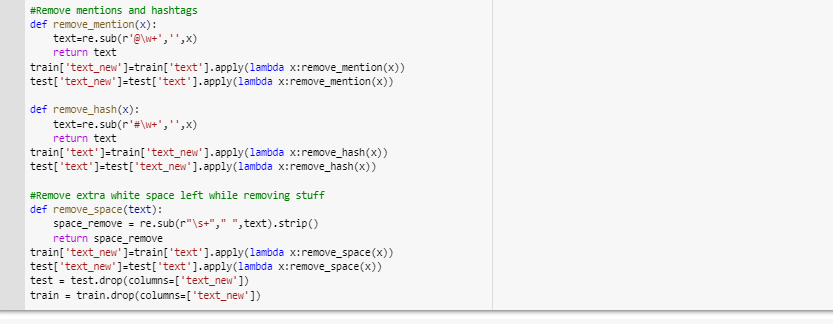 #Remove mentions and hashtags
def remove_mention(x):
    text=re.sub(r'@\w+','',x)
    return text
train['text_new']=train['text'].apply(lambda x:remove_mention(x))
test['text_new']=test['text'].apply(lambda x:remove_mention(x))

def remove_hash(x):
    text=re.sub(r'#\w+','',x)
    return text
train['text']=train['text_new'].apply(lambda x:remove_hash(x))
test['text']=test['text_new'].apply(lambda x:remove_hash(x))

#Remove extra white space left while removing stuff
def remove_space(text):
    space_remove = re.sub(r"\s+"," ",text).strip()
    return space_remove
train['text_new']=train['text'].apply(lambda x:remove_space(x))
test['text_new']=test['text'].apply(lambda x:remove_space(x))
test = test.drop(columns=['text_new'])
train = train.drop(columns=['text_new'])